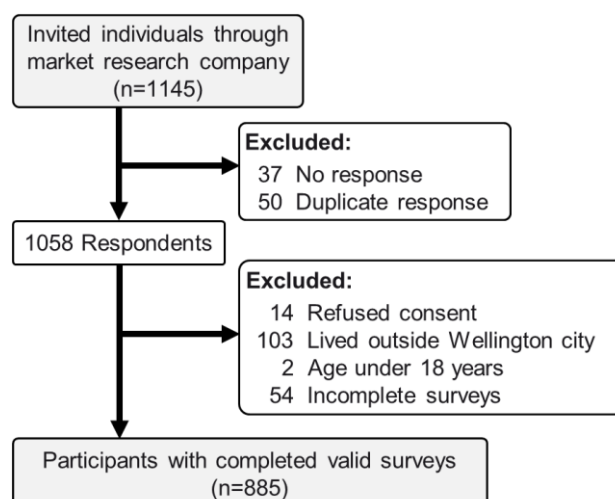 Invited individuals through
market research company
(n=1145)
Excluded:
37 No response
50 Duplicate response
1058 Respondents
Excluded:
14 Refused consent
103 Lived outside Wellington city
2 Age under 18 years
54 Incomplete surveys
Participants with completed valid surveys
(n=885)